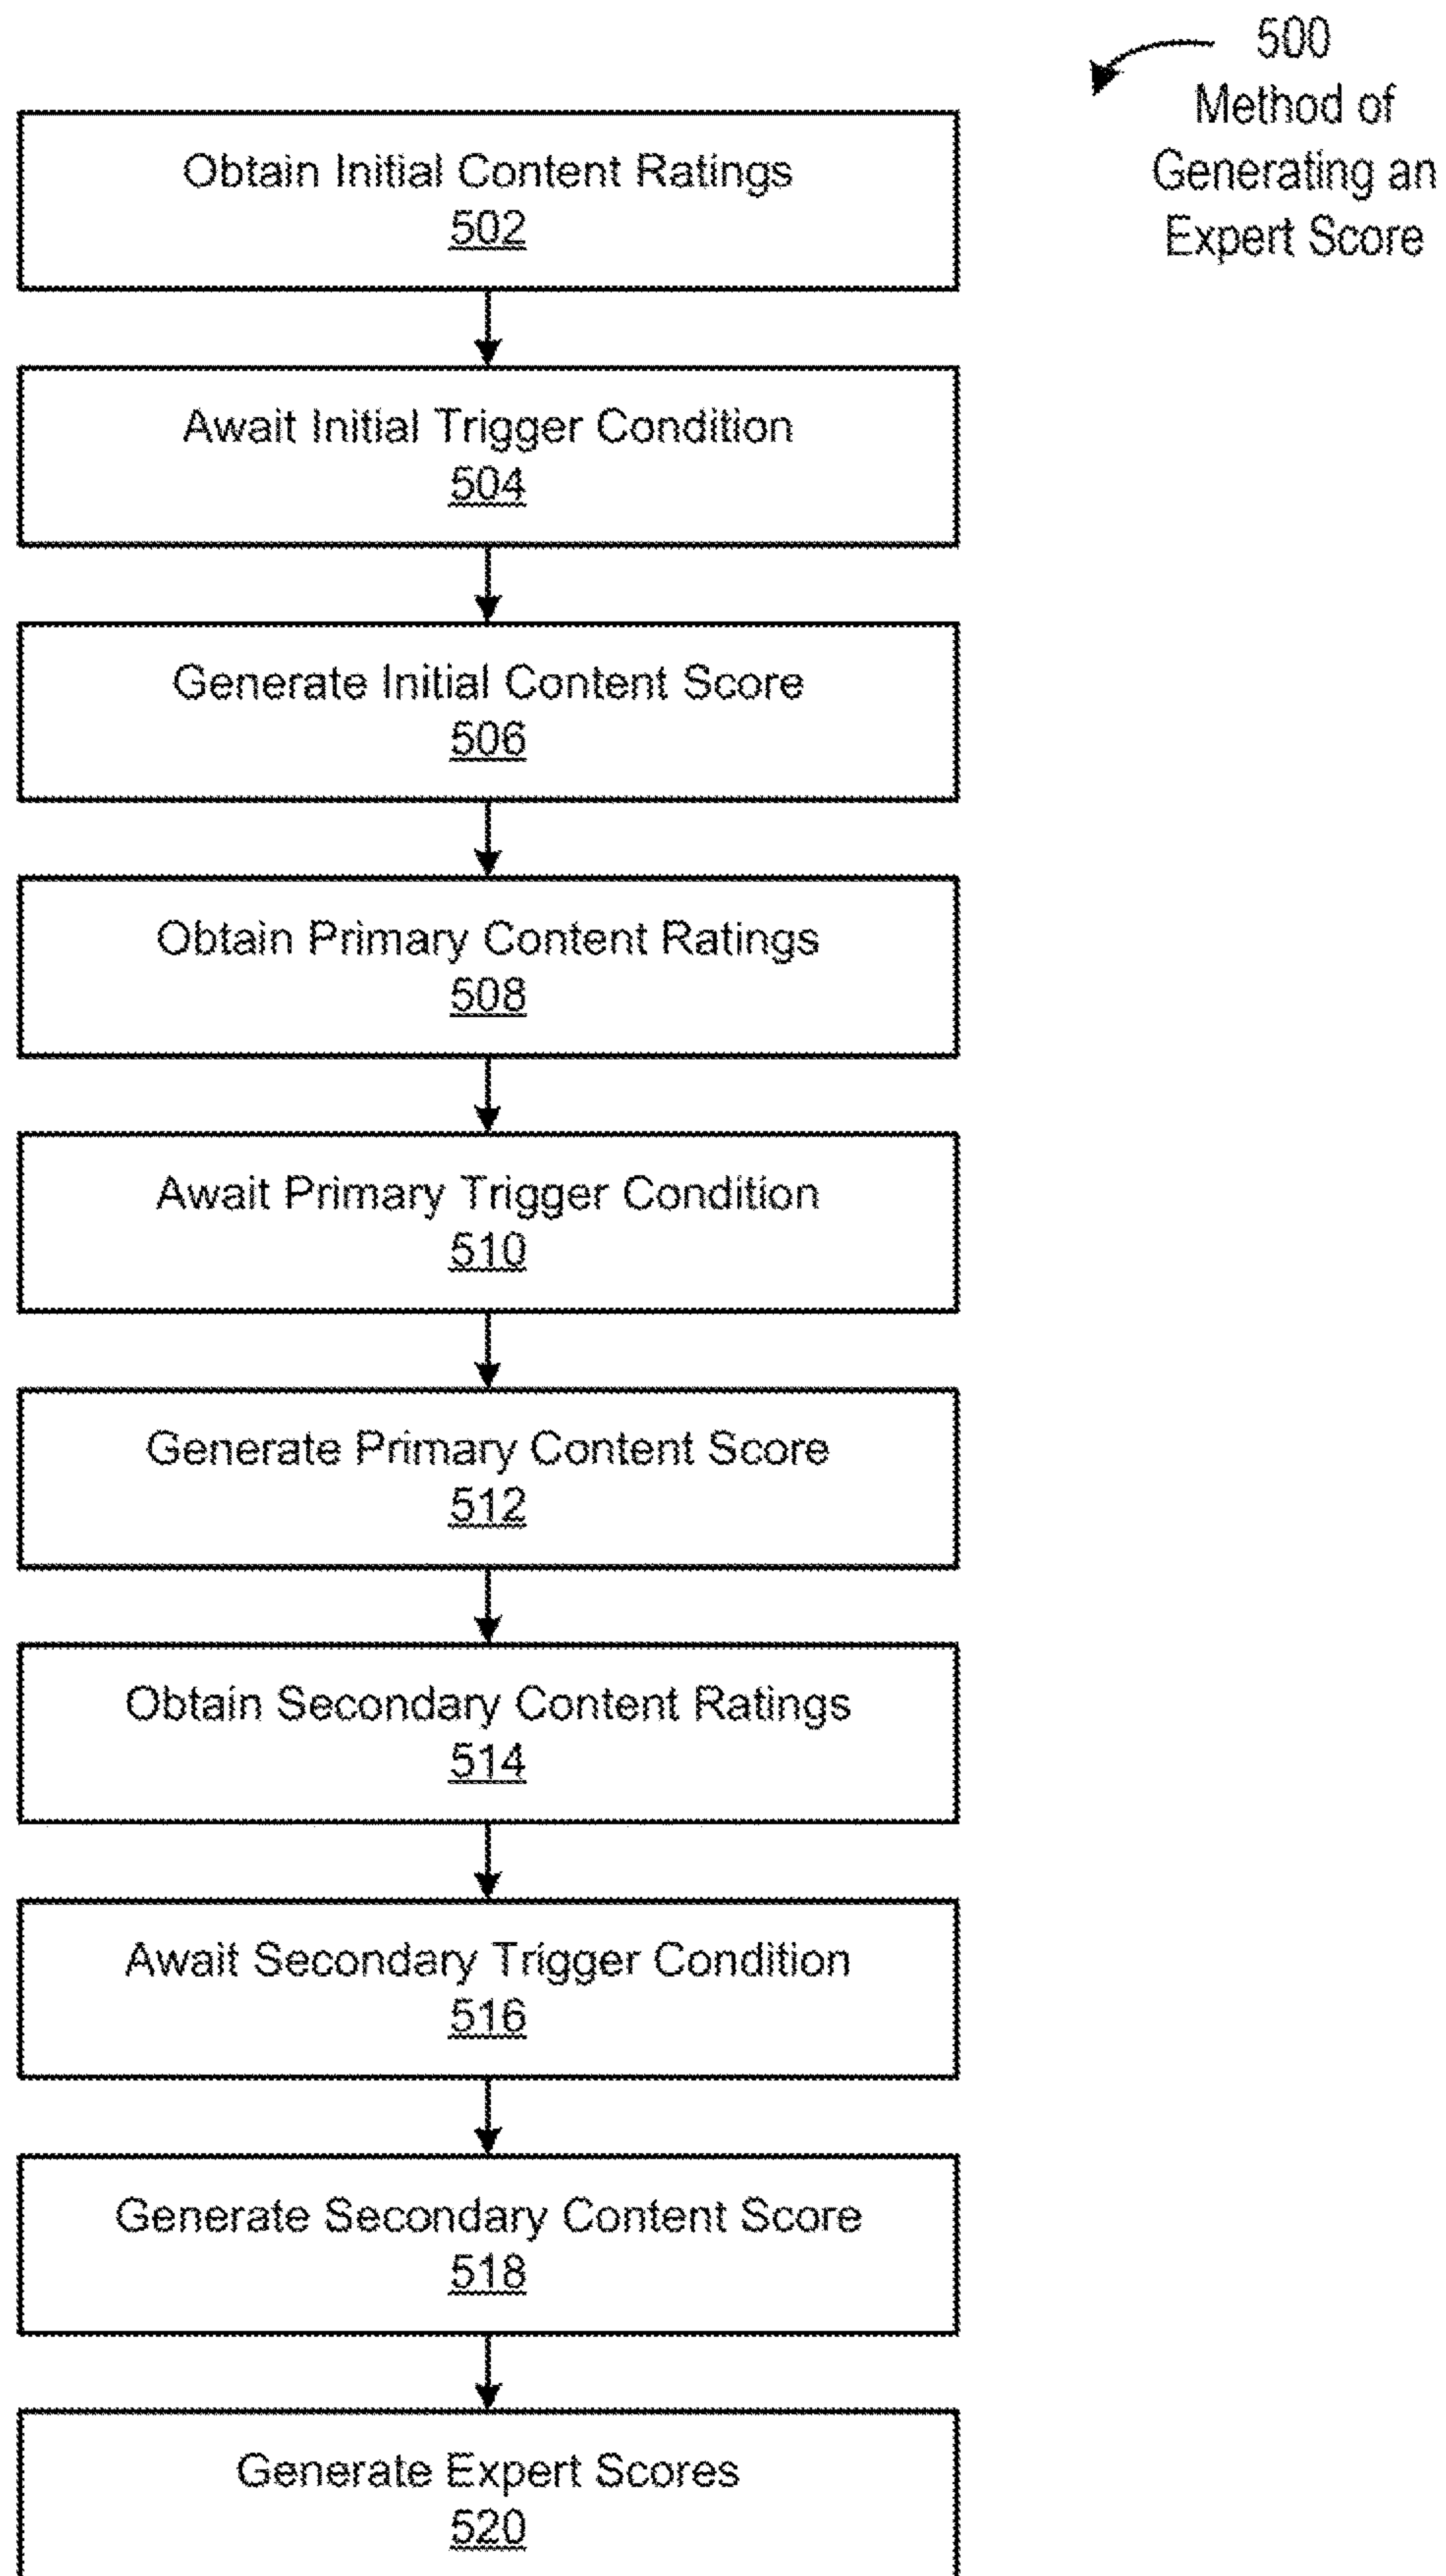 500
Method of
Generating an
Expert Score
Obtain Initial Content Ratings
502
Await Initial Trigger Condition
504
Generate Initial Content Score
506
Obtain Primary Content Ratings
508
Await Primary Trigger Condition
510
Generate Primary Content Score
512
Obtain Secondary Content Ratings
514
Await Secondary Trigger Condition
516
Generate Secondary Content Score
518
Generate Expert Scores
520